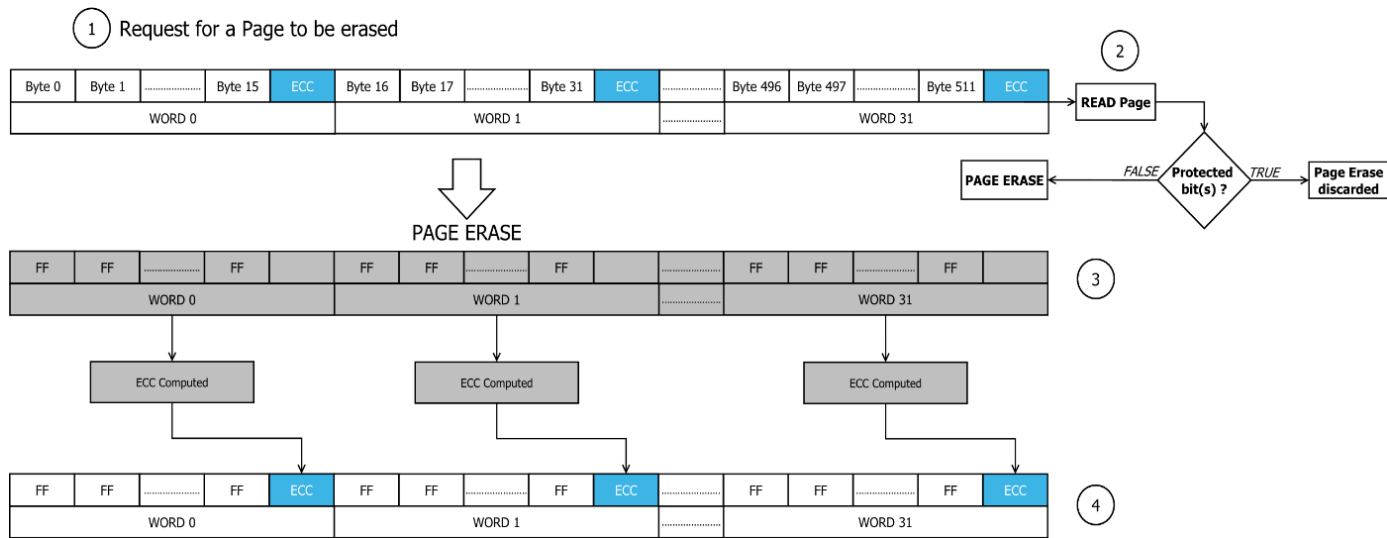 1 Request for a Page to be erased
2
Byte 0 Byte 1 .................... Byte 15 ECC Byte 16 Byte 17 .................... Byte 31 ECC .................... Byte 496 Byte 497 .................... Byte 511 ECC
WORD 0 WORD 1 .................... WORD 31
READ Page
PAGE ERASE FALSE Protected bit(s) ? TRUE Page Erase discarded
PAGE ERASE
FF FF .................... FF FF FF .................... FF .................... FF FF .................... FF
3
WORD 0 WORD 1 .................... WORD 31
ECC Computed ECC Computed ECC Computed
FF FF .................... FF ECC FF FF .................... FF ECC .................... FF FF .................... FF ECC
4
WORD 0 WORD 1 .................... WORD 31